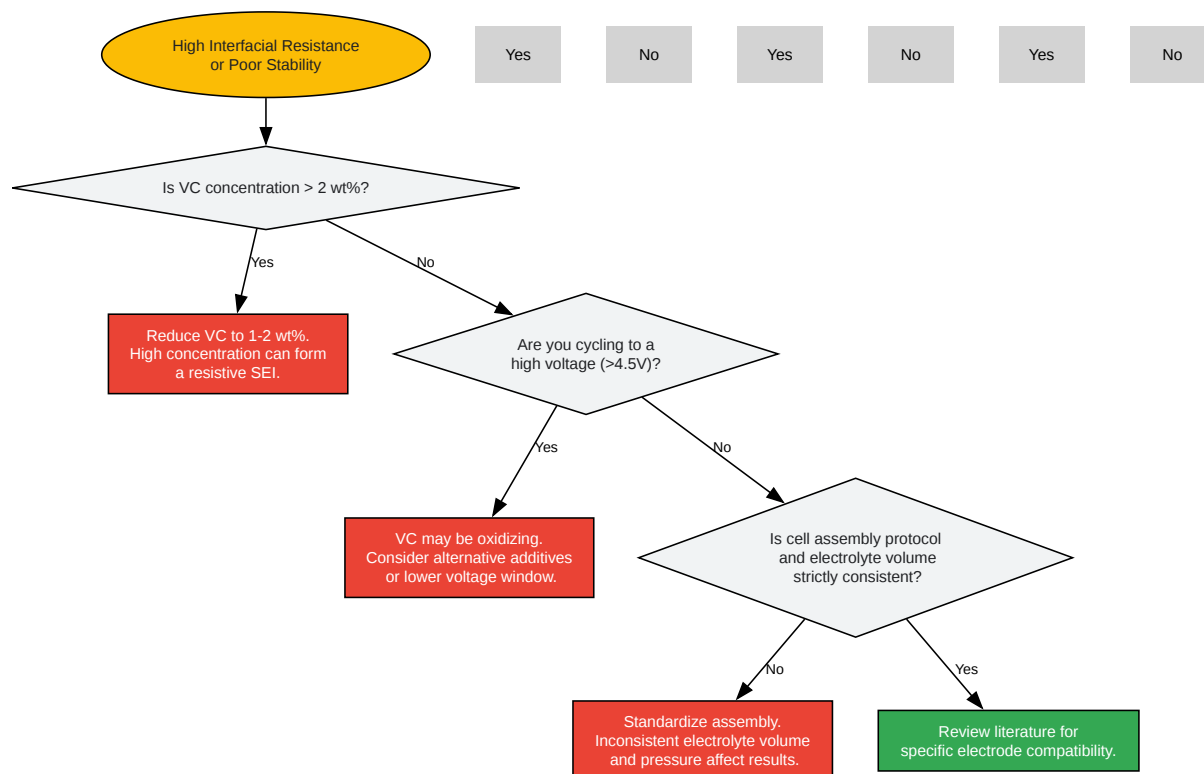 High Interfacial Resistance
or Poor Stability
Yes
No
Yes
No
Yes
No
Is VC concentration > 2 wt%?
Yes
No
Reduce VC to 1-2 wt%.
High concentration can form
a resistive SEI.
Are you cycling to a
high voltage (>4.5V)?
Yes
No
VC may be oxidizing.
Consider alternative additives
or lower voltage window.
Is cell assembly protocol
and electrolyte volume
strictly consistent?
No
Yes
Standardize assembly.
Inconsistent electrolyte volume
and pressure affect results.
Review literature for
specific electrode compatibility.